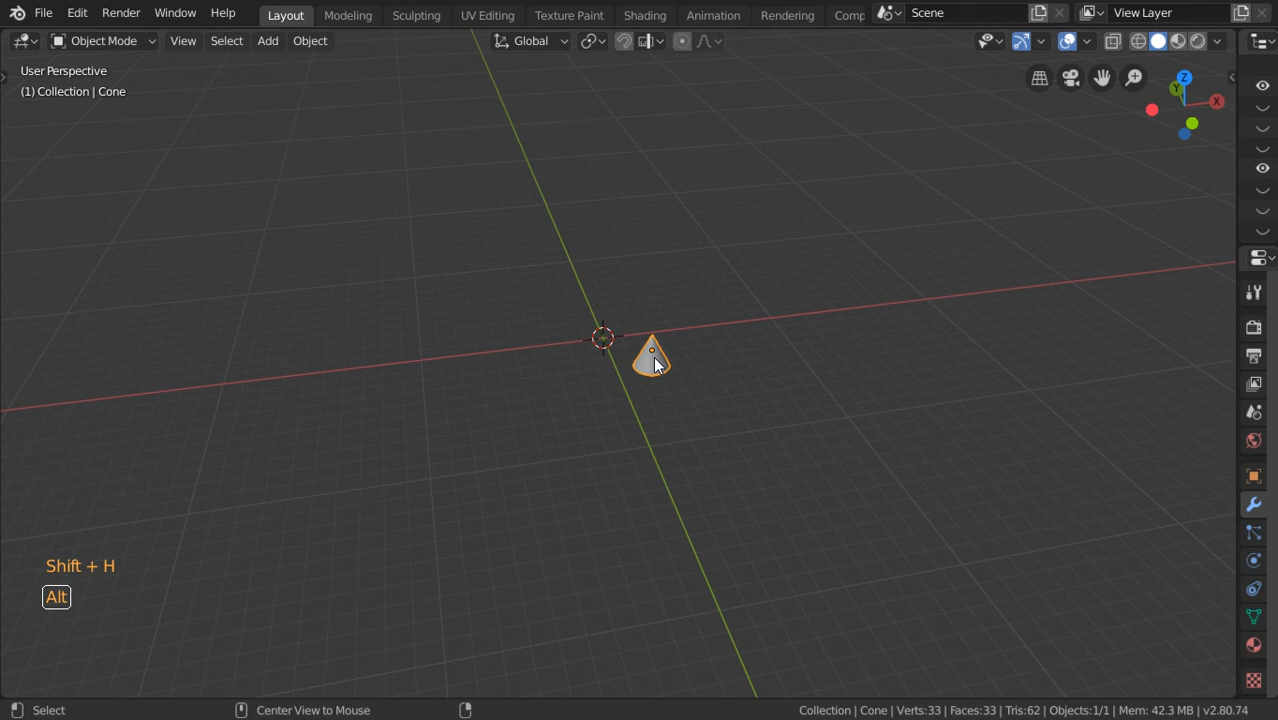 File Edit Render Window Help Layout Modeling Sculpting UV Editing Texture Paint Shading Animation Rendering Comp Scene View Layer
Object Mode View Select Add Object Global
User Perspective
(1) Collection | Cone
Z
Y
X
Shift + H
Alt
Select Center View to Mouse Collection | Cone | Verts:33 | Faces:33 | Tris:62 | Objects:1/1 | Mem: 42.3 MB | v2.80.74